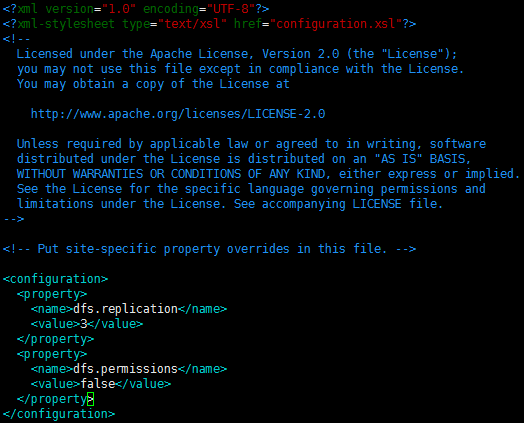 <?xml version="1.0" encoding="UTF-8"?>
<?xml-stylesheet type="text/xsl" href="configuration.xsl"?>
<!--
  Licensed under the Apache License, Version 2.0 (the "License");
  you may not use this file except in compliance with the License.
  You may obtain a copy of the License at

    http://www.apache.org/licenses/LICENSE-2.0

  Unless required by applicable law or agreed to in writing, software
  distributed under the License is distributed on an "AS IS" BASIS,
  WITHOUT WARRANTIES OR CONDITIONS OF ANY KIND, either express or implied.
  See the License for the specific language governing permissions and
  limitations under the License. See accompanying LICENSE file.
-->

<!-- Put site-specific property overrides in this file. -->

<configuration>
  <property>
    <name>dfs.replication</name>
    <value>3</value>
  </property>
  <property>
    <name>dfs.permissions</name>
    <value>false</value>
  </property>
</configuration>